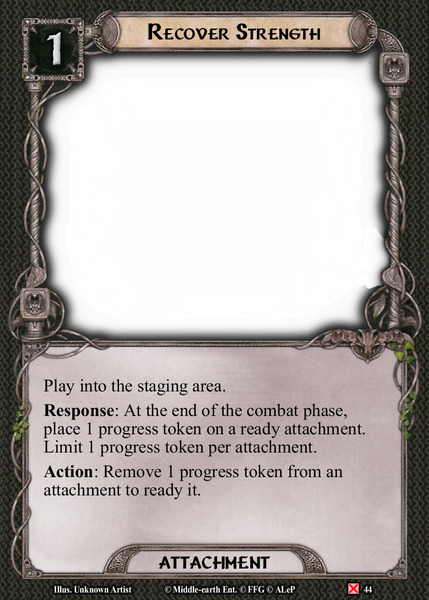 1
Recover Strength
Play into the staging area.
Response: At the end of the combat phase,
place 1 progress token on a ready attachment.
Limit 1 progress token per attachment.
Action: Remove 1 progress token from an
attachment to ready it.
ATTACHMENT
Illus. Unknown Artist © Middle-earth Ent. © FFG © ALeP 44